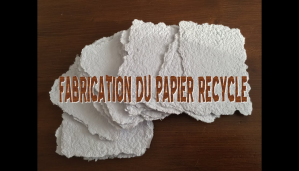 FABRICATION DU PAPIER RECYCLE